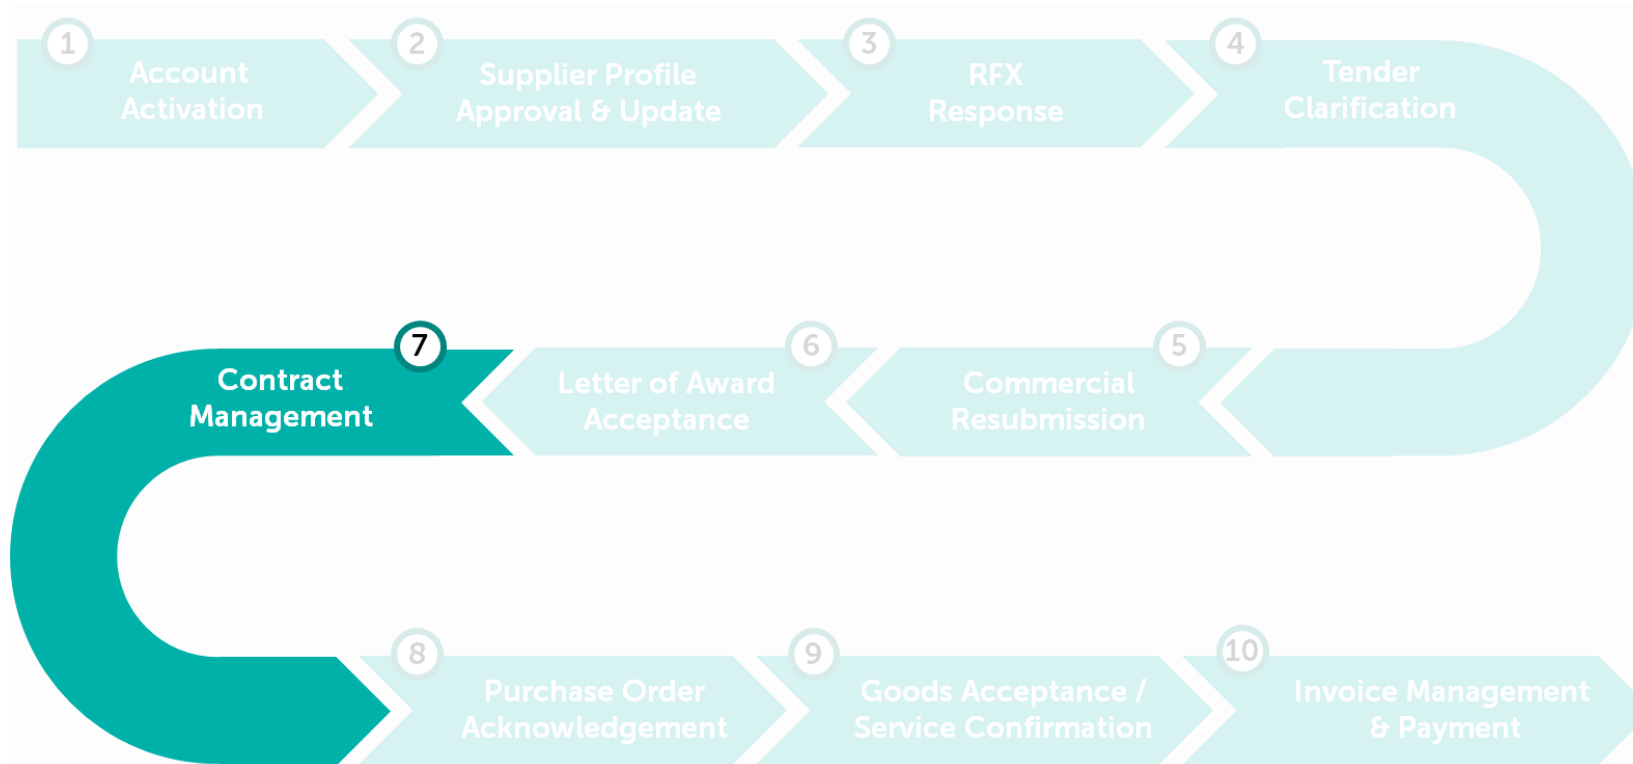 1
Account
Activation
2
Supplier Profile
Approval & Update
3
RFX
Response
4
Tender
Clarification
5
Commercial
Resubmission
6
Letter of Award
Acceptance
7
Contract
Management
8
Purchase Order
Acknowledgement
9
Goods Acceptance /
Service Confirmation
10
Invoice Management
& Payment